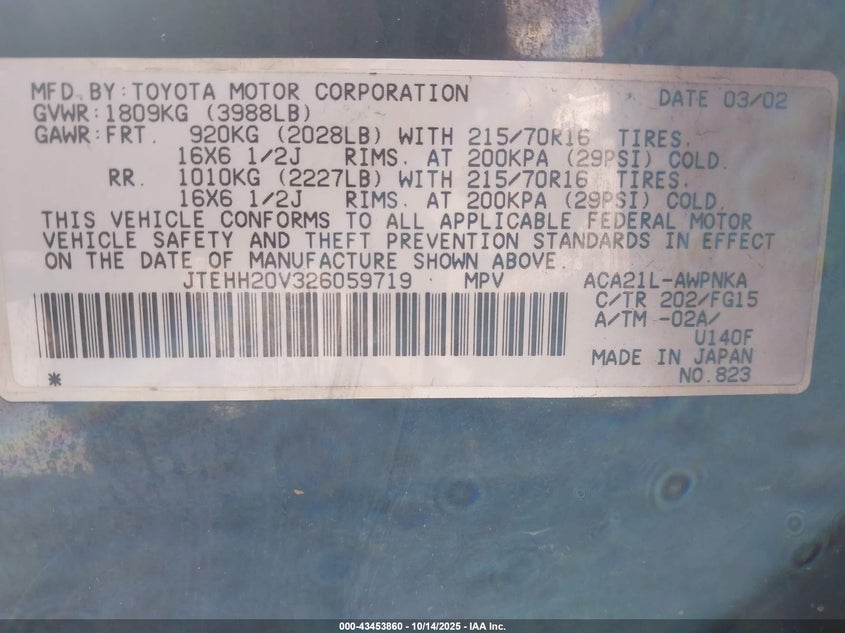 MFD. BY: TOYOTA MOTOR CORPORATION DATE 03/02
GVWR: 1809KG (3988LB)
GAWR: FRT. 920KG (2028LB) WITH 215/70R16 TIRES.
16X6 1/2J RIMS. AT 200KPA (29PSI) COLD.
RR. 1010KG (2227LB) WITH 215/70R16 TIRES.
16X6 1/2J RIMS. AT 200KPA (29PSI) COLD.
THIS VEHICLE CONFORMS TO ALL APPLICABLE FEDERAL MOTOR
VEHICLE SAFETY AND THEFT PREVENTION STANDARDS IN EFFECT
ON THE DATE OF MANUFACTURE SHOWN ABOVE.
JTEHH20V326059719 MPV ACA21L-AWPNKA
C/TR 202/FG15
A/TM -02A/
U140F
MADE IN JAPAN
* NO.823
000-43453860 - 10/14/2025 - IAA Inc.